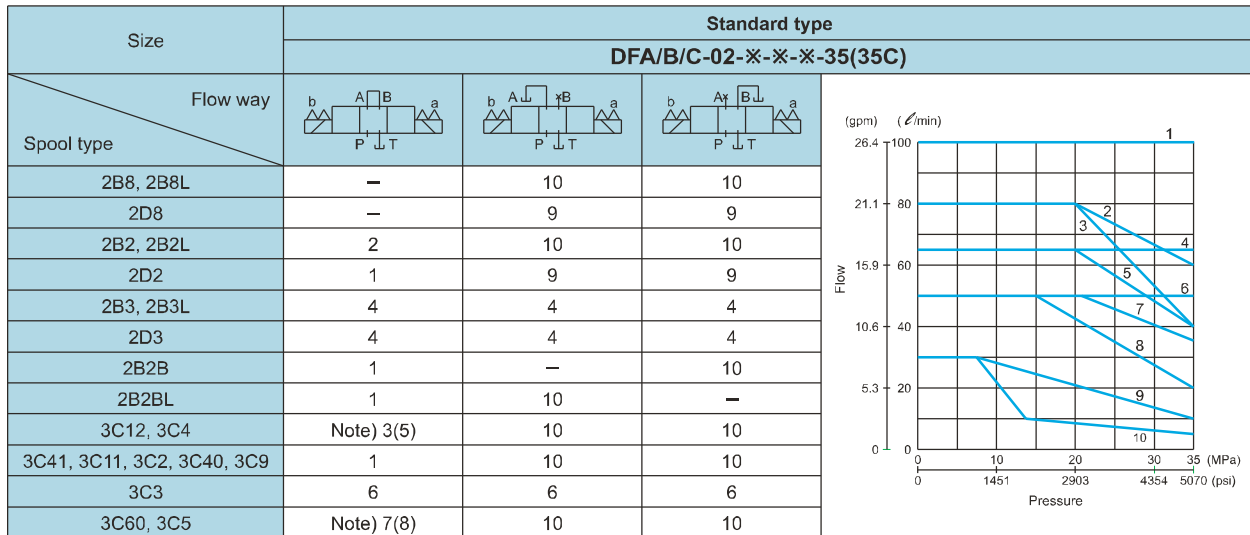 Size
Standard type
DFA/B/C-02-※-※-※-35(35C)
Flow way
Spool type
b A B a
P T
b A ×B a
P T
b A× B a
P T
2B8, 2B8L – 10 10
2D8 – 9 9
2B2, 2B2L 2 10 10
2D2 1 9 9
2B3, 2B3L 4 4 4
2D3 4 4 4
2B2B 1 – 10
2B2BL 1 10 –
3C12, 3C4 Note) 3(5) 10 10
3C41, 3C11, 3C2, 3C40, 3C9 1 10 10
3C3 6 6 6
3C60, 3C5 Note) 7(8) 10 10
(gpm) (ℓ/min)
26.4 100
21.1 80
15.9 60
10.6 40
5.3 20
0 0
Flow
1
2
3
4
5
6
7
8
9
10
0 10 20 30 35 (MPa)
0 1451 2903 4354 5070 (psi)
Pressure